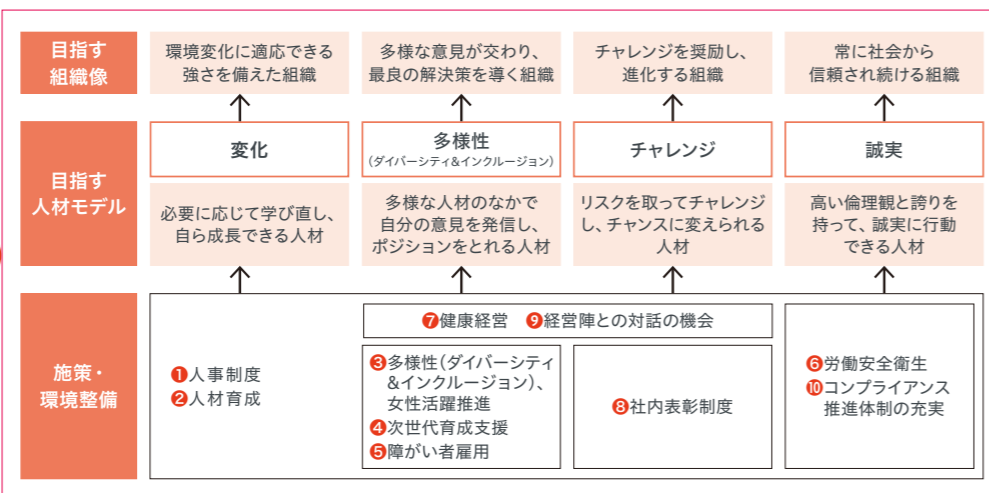 目指す
組織像
環境変化に適応できる
強さを備えた組織
多様な意見が交わり、
最良の解決策を導く組織
チャレンジを奨励し、
進化する組織
常に社会から
信頼され続ける組織
目指す
人材モデル
変化
多様性
（ダイバーシティ&インクルージョン）
チャレンジ
誠実
必要に応じて学び直し、
自ら成長できる人材
多様な人材のなかで
自分の意見を発信し、
ポジションをとれる人材
リスクを取ってチャレンジ
し、チャンスに変えられる
人材
高い倫理観と誇りを
持って、誠実に行動
できる人材
施策・
環境整備
❶人事制度
❷人材育成
❼健康経営 ❾経営陣との対話の機会
❸多様性（ダイバーシティ
&インクルージョン）、
女性活躍推進
❹次世代育成支援
❺障がい者雇用
❽社内表彰制度
❻労働安全衛生
❿コンプライアンス
推進体制の充実